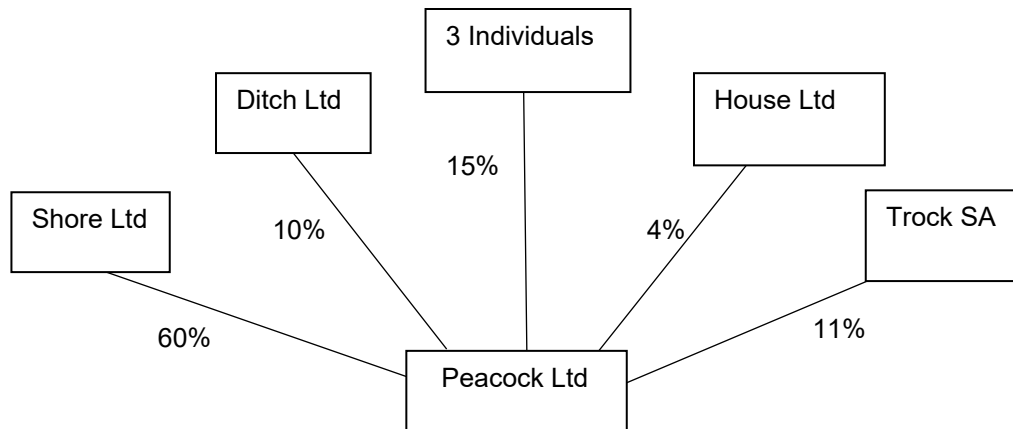 3 Individuals
Ditch Ltd
House Ltd
Shore Ltd
Trock SA
15%
10%
4%
60%
11%
Peacock Ltd